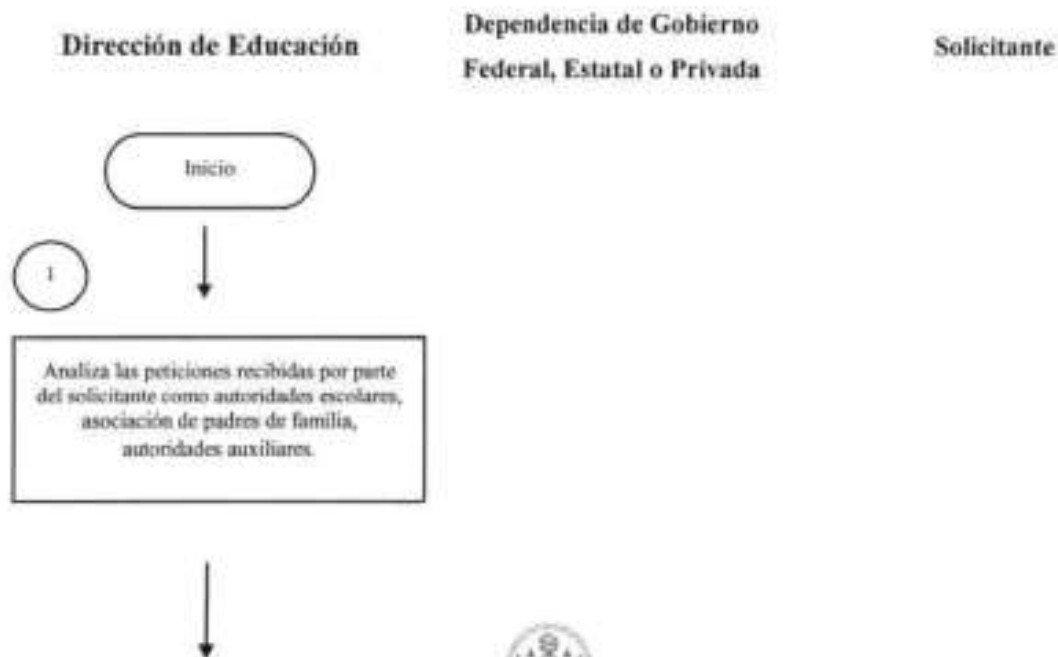 Dirección de Educación
Dependencia de Gobierno
Federal, Estatal o Privada
Solicitante
Inicio
1
Analiza las peticiones recibidas por parte
del solicitante como autoridades escolares,
asociación de padres de familia,
autoridades auxiliares.